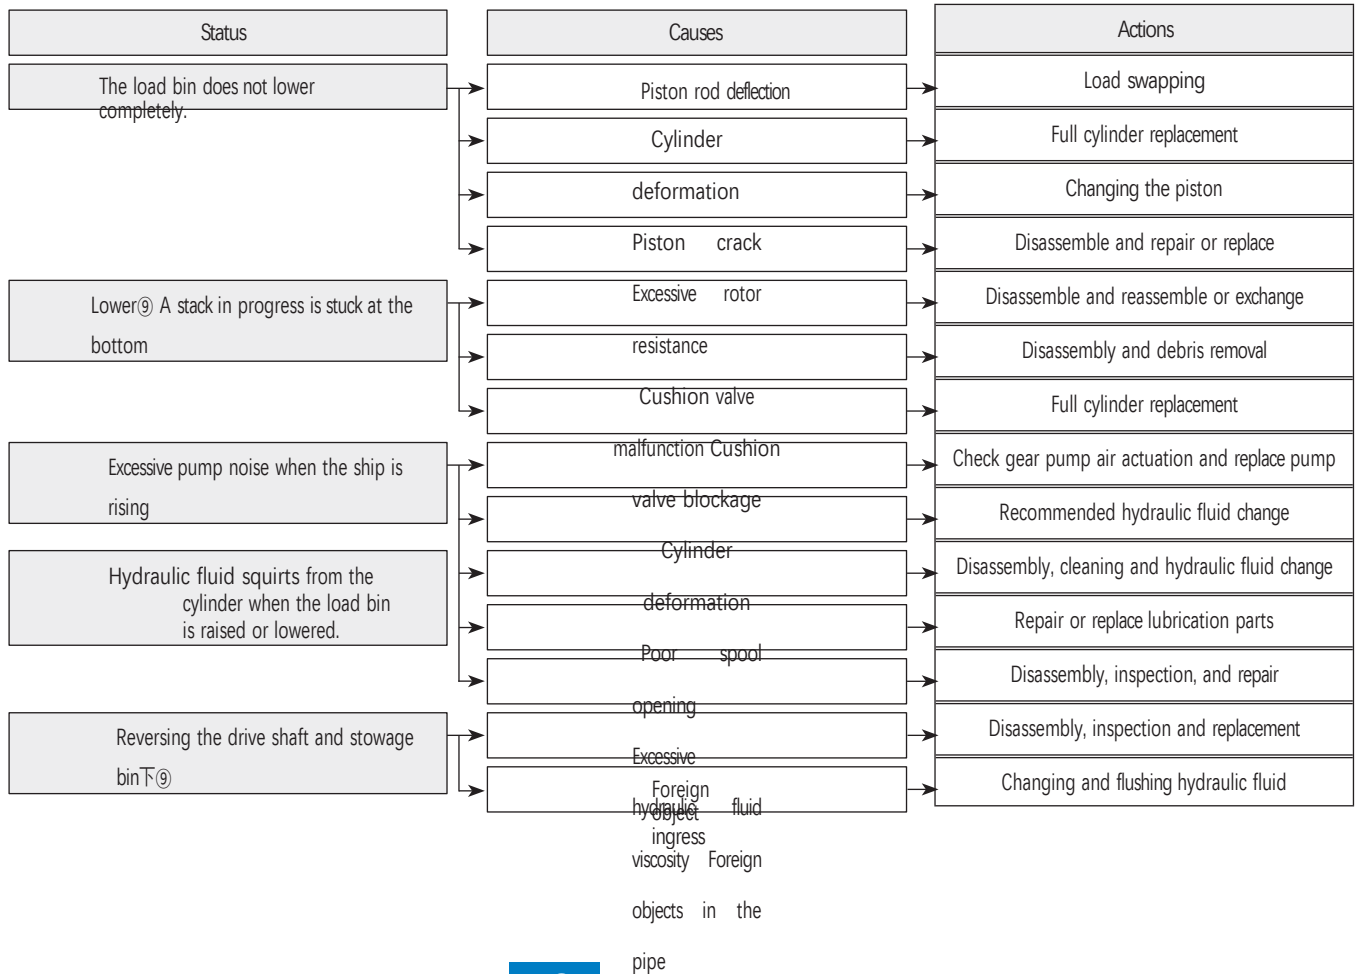 Status
Causes
Actions
The load bin does not lower
completely.
Lower⑨ A stack in progress is stuck at the
bottom
Excessive pump noise when the ship is
rising
Hydraulic fluid squirts from the
cylinder when the load bin
is raised or lowered.
Reversing the drive shaft and stowage
bin下⑨
Piston rod deflection
Cylinder
deformation
Piston crack
Excessive rotor
resistance
Cushion valve
malfunction Cushion
valve blockage
Cylinder
deformation
Poor spool
opening
Excessive
hydraulic fluid
viscosity Foreign
objects in the
pipe
Foreign
object
ingress
Load swapping
Full cylinder replacement
Changing the piston
Disassemble and repair or replace
Disassemble and reassemble or exchange
Disassembly and debris removal
Full cylinder replacement
Check gear pump air actuation and replace pump
Recommended hydraulic fluid change
Disassembly, cleaning and hydraulic fluid change
Repair or replace lubrication parts
Disassembly, inspection, and repair
Disassembly, inspection and replacement
Changing and flushing hydraulic fluid